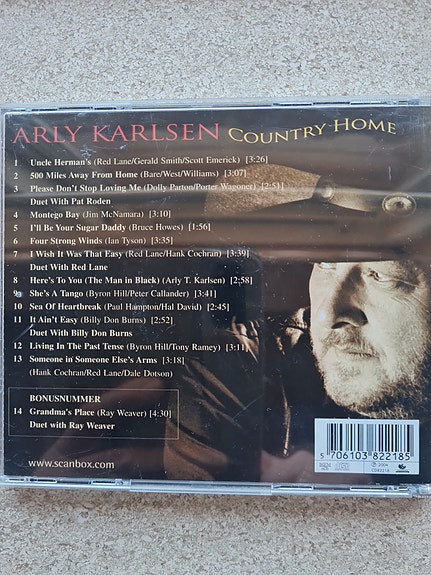 ARLY KARLSEN COUNTRY HOME
1 Uncle Herman's (Red Lane/Gerald Smith/Scott Emerick) [3:26]
2 500 Miles Away From Home (Bare/West/Williams) [3:07]
3 Please Don't Stop Loving Me (Dolly Parton/Porter Wagoner) [2:51]
Duet With Pat Roden
4 Montego Bay (Jim McNamara) [3:10]
5 I'll Be Your Sugar Daddy (Bruce Howes) [1:56]
6 Four Strong Winds (Ian Tyson) [3:35]
7 I Wish It Was That Easy (Red Lane/Hank Cochran) [3:39]
Duet With Red Lane
8 Here's To You (The Man in Black) (Arly T. Karlsen) [2:58]
9 She's A Tango (Byron Hill/Peter Callander) [3:41]
10 Sea Of Heartbreak (Paul Hampton/Hal David) [2:45]
11 It Ain't Easy (Billy Don Burns) [2:52]
Duet With Billy Don Burns
12 Living In The Past Tense (Byron Hill/Tony Ramey) [3:11]
13 Someone in Someone Else's Arms [3:18]
(Hank Cochran/Red Lane/Dale Dotson)
BONUSNUMMER
14 Grandma's Place (Ray Weaver) [4:30]
Duet with Ray Weaver
www.scanbox.com
5 706103 822185